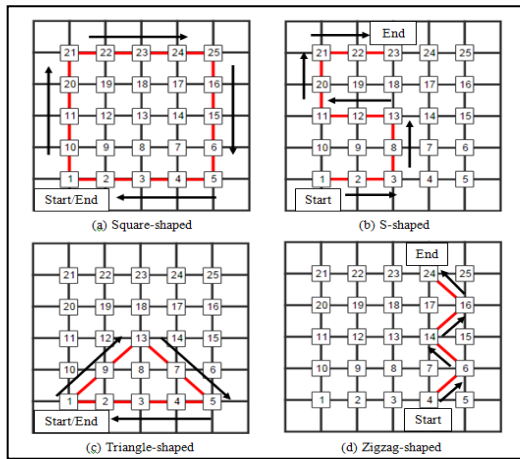 21 22 23 24 25
20 19 18 17 16
11 12 13 14 15
10 9 8 7 6
1 2 3 4 5
Start/End
(a) Square-shaped
End
21 22 23 24 25
20 19 18 17 16
11 12 13 14 15
10 9 8 7 6
1 2 3 4 5
Start
(b) S-shaped
21 22 23 24 25
20 19 18 17 16
11 12 13 14 15
10 9 8 7 6
1 2 3 4 5
Start/End
(c) Triangle-shaped
End
21 22 23 24 25
20 19 18 17 16
11 12 13 14 15
10 9 8 7 6
1 2 3 4 5
Start
(d) Zigzag-shaped